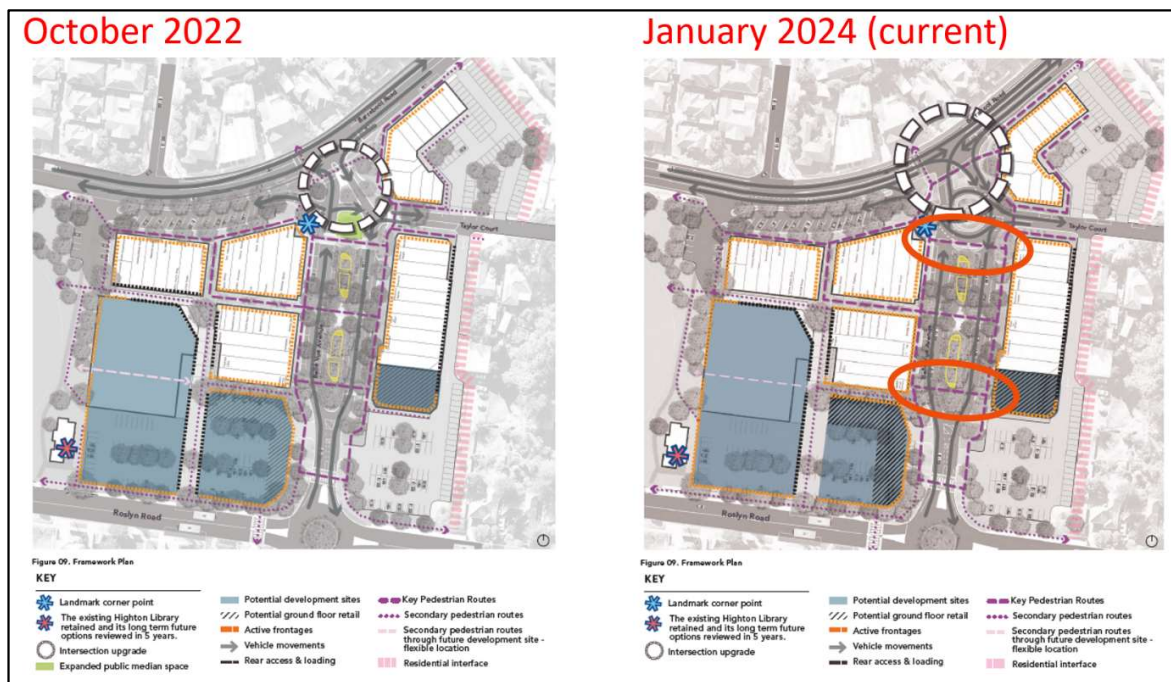 October 2022
January 2024 (current)
Barrabool Road
Taylor Court
Roslyn Road
Taylor Court
Roslyn Road
Figure 09. Framework Plan
KEY
Landmark corner point
The existing Highton Library
retained and its long term future
options reviewed in 5 years.
Intersection upgrade
Expanded public median space
Potential development sites
Potential ground floor retail
Active frontages
Vehicle movements
Rear access & loading
Key Pedestrian Routes
Secondary pedestrian routes
Secondary pedestrian routes
through future development site -
flexible location
Residential interface
Figure 09. Framework Plan
KEY
Landmark corner point
The existing Highton Library
retained and its long term future
options reviewed in 5 years.
Intersection upgrade
Potential development sites
Potential ground floor retail
Active frontages
Vehicle movements
Rear access & loading
Key Pedestrian Routes
Secondary pedestrian routes
Secondary pedestrian routes
through future development site -
flexible location
Residential interface